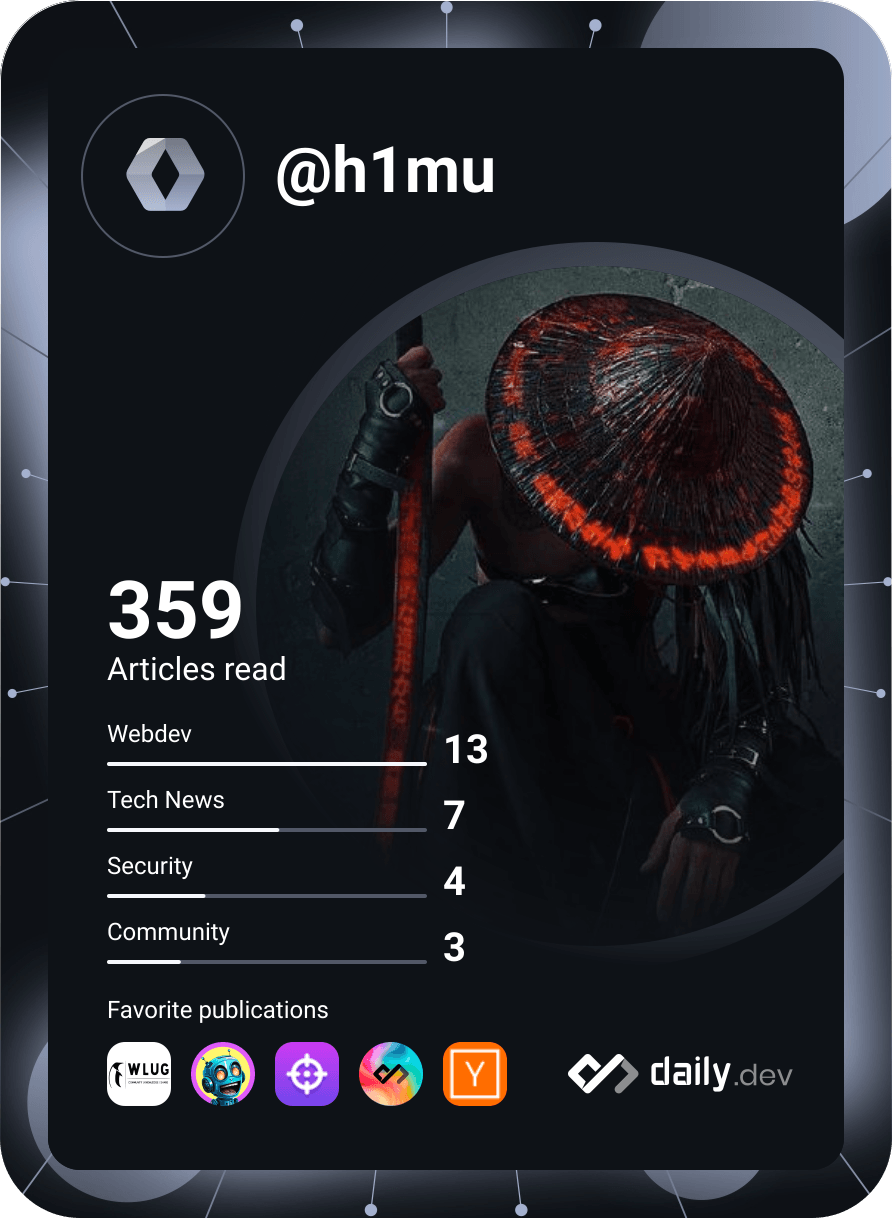 @h1mu
359
Articles read
Webdev
13
Tech News
7
Security
4
Community
3
Favorite publications
WLUG
Y
daily.dev